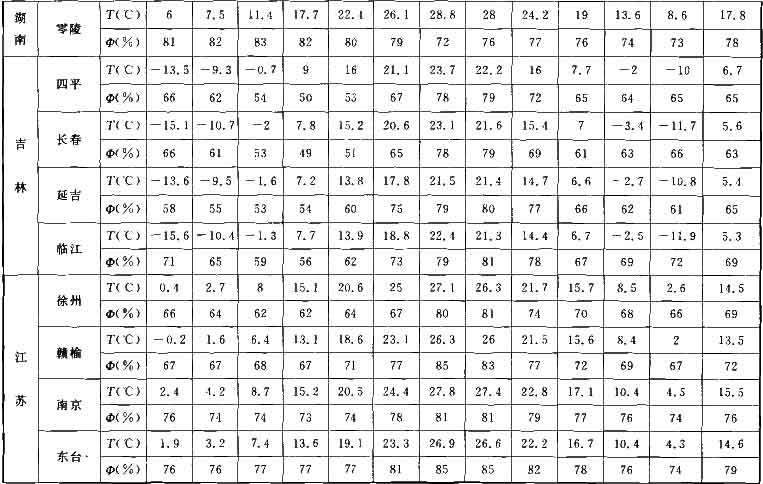 湖南 零陵 T(℃) 6 7.5 11.4 17.7 22.4 26.1 28.8 28 24.2 19 13.6 8.6 17.8
Φ(%) 81 82 83 82 80 79 72 76 77 76 74 73 78
吉林 四平 T(℃) -13.5 -9.3 -0.7 9 16 21.1 23.7 22.2 16 7.7 -2 -10 6.7
Φ(%) 66 62 54 50 53 67 78 79 72 65 64 65 65
长春 T(℃) -15.1 -10.7 -2 7.8 15.2 20.6 23.1 21.6 15.4 7 -3.4 -11.7 5.6
Φ(%) 66 61 53 49 51 65 78 79 69 61 63 66 63
延吉 T(℃) -13.6 -9.5 -1.6 7.2 13.8 17.8 21.5 21.4 14.7 6.6 -2.7 -10.8 5.4
Φ(%) 58 55 53 54 60 75 79 80 77 66 62 61 65
临江 T(℃) -15.6 -10.4 -1.3 7.7 13.9 18.8 22.4 21.3 14.4 6.7 -2.5 -11.9 5.3
Φ(%) 71 65 59 56 62 73 79 81 78 67 69 72 69
江苏 徐州 T(℃) 0.4 2.7 8 15.1 20.6 25 27.1 26.3 21.7 15.7 8.5 2.6 14.5
Φ(%) 66 64 62 62 64 67 80 81 74 70 68 66 69
赣榆 T(℃) -0.2 1.6 6.4 13.1 18.6 23.1 26.3 26 21.5 15.6 8.4 2 13.5
Φ(%) 67 67 68 67 71 77 85 83 77 72 69 67 72
南京 T(℃) 2.4 4.2 8.7 15.2 20.5 24.4 27.8 27.4 22.8 17.1 10.4 4.5 15.5
Φ(%) 76 74 74 73 74 78 81 81 79 77 76 74 76
东台 T(℃) 1.9 3.2 7.4 13.6 19.1 23.3 26.9 26.6 22.2 16.7 10.4 4.3 14.6
Φ(%) 76 76 77 77 77 81 85 85 82 78 76 74 79